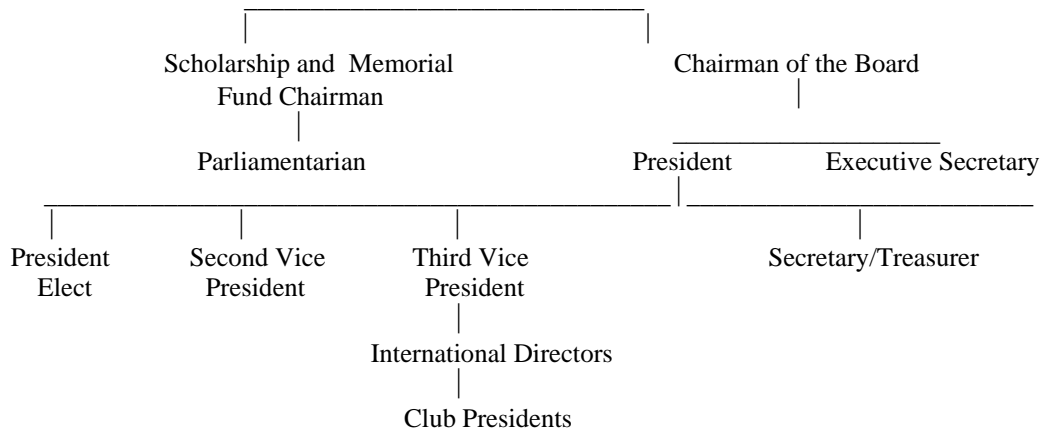 Scholarship and Memorial
Fund Chairman
Chairman of the Board
Parliamentarian
President
Executive Secretary
President
Elect
Second Vice
President
Third Vice
President
Secretary/Treasurer
International Directors
Club Presidents